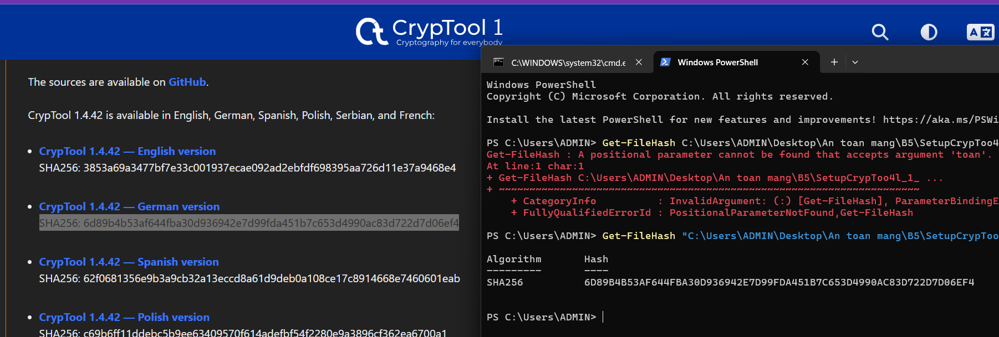 CrypTool 1
Cryptography for everybody
The sources are available on GitHub.
CrypTool 1.4.42 is available in English, German, Spanish, Polish, Serbian, and French:
CrypTool 1.4.42 — English version
SHA256: 3853a69a3477bf7e33c001937ecae092ad2ebfdf698395aa726d11e37a9468e4
CrypTool 1.4.42 — German version
SHA256: 6d89b4b53af644fba30d936942e7d99fda451b7c653d4990ac83d722d7d06ef4
CrypTool 1.4.42 — Spanish version
SHA256: 62f0681356e9b3a9cb32a13eccd8a61d9deb0a108ce17c8914668e7460601eab
CrypTool 1.4.42 — Polish version
SHA256: c69b6ff11ddebc5b9ee63409570f614adefbf54f2280e9a3896cf362ea6700a1
C:\WINDOWS\system32\cmd.e
Windows PowerShell
Windows PowerShell
Copyright (C) Microsoft Corporation. All rights reserved.
Install the latest PowerShell for new features and improvements! https://aka.ms/PSWi
PS C:\Users\ADMIN> Get-FileHash C:\Users\ADMIN\Desktop\An toan mang\B5\SetupCrypToo4
Get-FileHash : A positional parameter cannot be found that accepts argument 'toan'.
At line:1 char:1
+ Get-FileHash C:\Users\ADMIN\Desktop\An toan mang\B5\SetupCrypToo4l_1_ ...
+ ~~~~~~~~~~~~~~~~~~~~~~~~~~~~~~~~~~~~~~~~~~~~~~~~~~~~~~~~~~~~~~~~~~~~~
+ CategoryInfo : InvalidArgument: (:) [Get-FileHash], ParameterBindingE
+ FullyQualifiedErrorId : PositionalParameterNotFound,Get-FileHash
PS C:\Users\ADMIN> Get-FileHash "C:\Users\ADMIN\Desktop\An toan mang\B5\SetupCrypToo
Algorithm Hash
--------- ----
SHA256 6D89B4B53AF644FBA30D936942E7D99FDA451B7C653D4990AC83D722D7D06EF4
PS C:\Users\ADMIN>